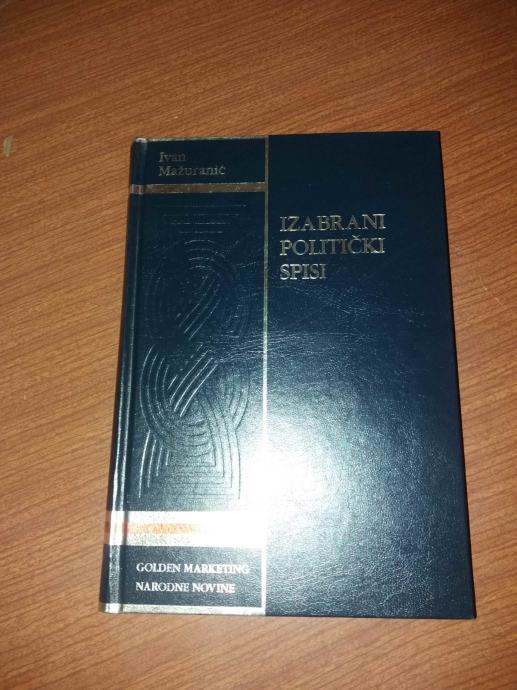 Ivan
Mažuranić
IZABRANI
POLITIČKI
SPISI
GOLDEN MARKETING
NARODNE NOVINE